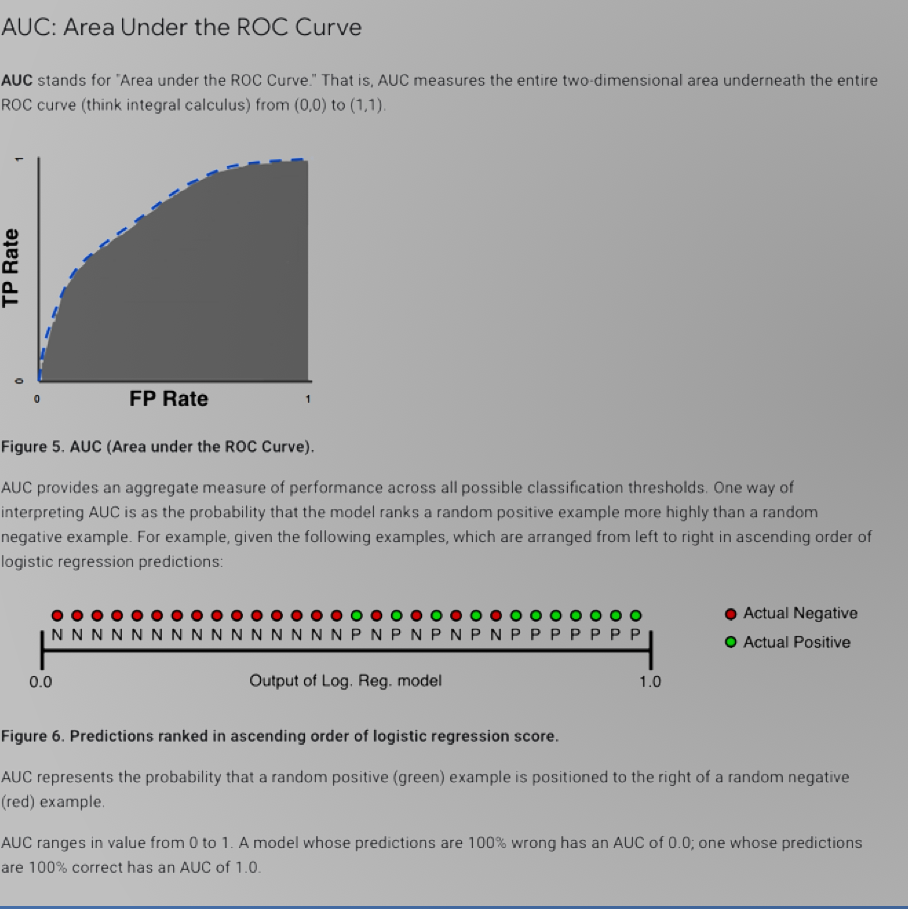 AUC: Area Under the ROC Curve
AUC stands for "Area under the ROC Curve." That is, AUC measures the entire two-dimensional area underneath the entire
ROC curve (think integral calculus) from (0,0) to (1,1).
1
TP Rate
0
0
FP Rate
1
Figure 5. AUC (Area under the ROC Curve).
AUC provides an aggregate measure of performance across all possible classification thresholds. One way of
interpreting AUC is as the probability that the model ranks a random positive example more highly than a random
negative example. For example, given the following examples, which are arranged from left to right in ascending order of
logistic regression predictions:
Actual Negative
N N N N N N N N N N N N N N N P N P N P N P N P P P P P P P
Actual Positive
0.0
Output of Log. Reg. model
1.0
Figure 6. Predictions ranked in ascending order of logistic regression score.
AUC represents the probability that a random positive (green) example is positioned to the right of a random negative
(red) example.
AUC ranges in value from 0 to 1. A model whose predictions are 100% wrong has an AUC of 0.0; one whose predictions
are 100% correct has an AUC of 1.0.